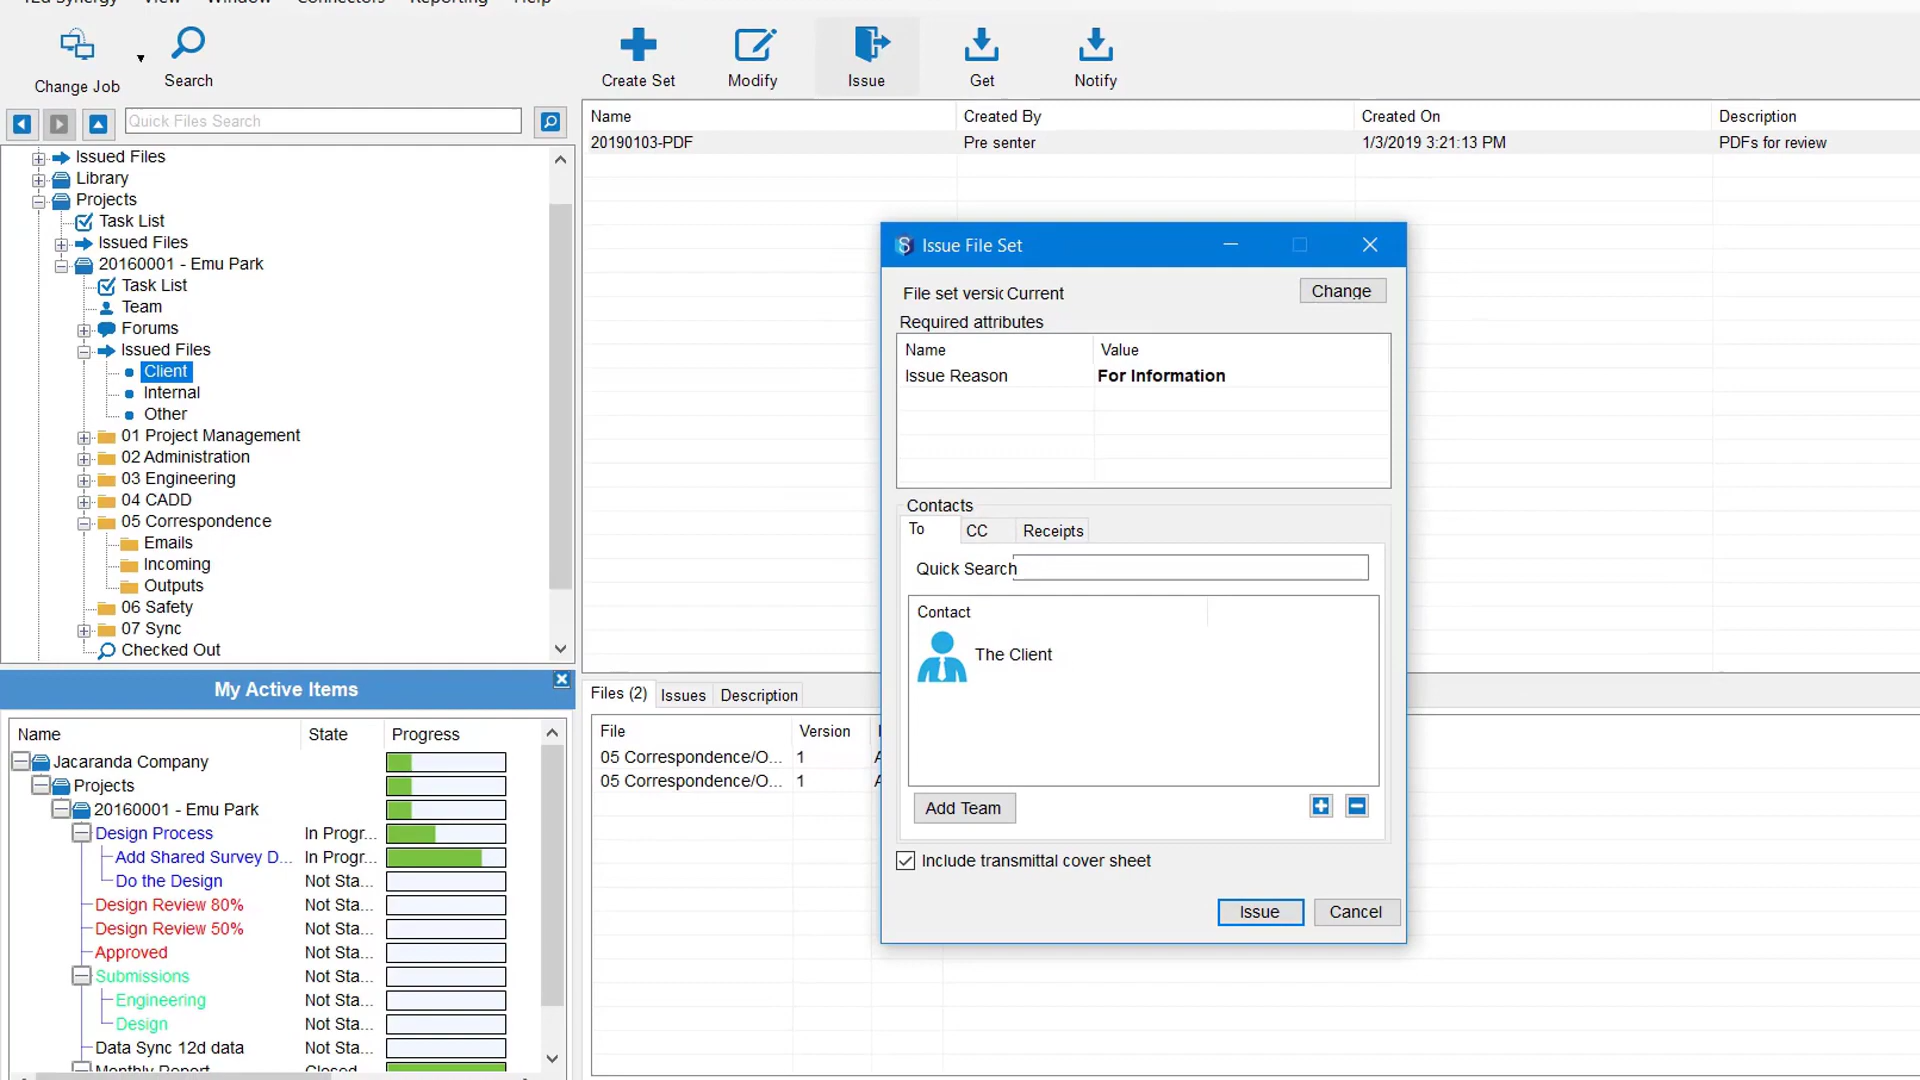 Change Job
Search
Create Set
Modify
Issue
Get
Notify
Quick Files Search
Issued Files
Library
Projects
Task List
Issued Files
20160001 - Emu Park
Task List
Team
Forums
Issued Files
Client
Internal
Other
01 Project Management
02 Administration
03 Engineering
04 CADD
05 Correspondence
Emails
Incoming
Outputs
06 Safety
07 Sync
Checked Out
Name Created By Created On Description
20190103-PDF Pre senter 1/3/2019 3:21:13 PM PDFs for review
Issue File Set
File set versic Current
Change
Required attributes
Name Value
Issue Reason For Information
Contacts
To CC Receipts
Quick Search
Contact
The Client
Add Team
Include transmittal cover sheet
Issue Cancel
My Active Items
Name State Progress
Jacaranda Company
Projects
20160001 - Emu Park
Design Process In Progr...
Add Shared Survey D... In Progr...
Do the Design Not Sta...
Design Review 80% Not Sta...
Design Review 50% Not Sta...
Approved Not Sta...
Submissions Not Sta...
Engineering Not Sta...
Design Not Sta...
Data Sync 12d data Not Sta...
Monthly Report Closed
Files (2) Issues Description
File Version
05 Correspondence/O... 1
05 Correspondence/O... 1